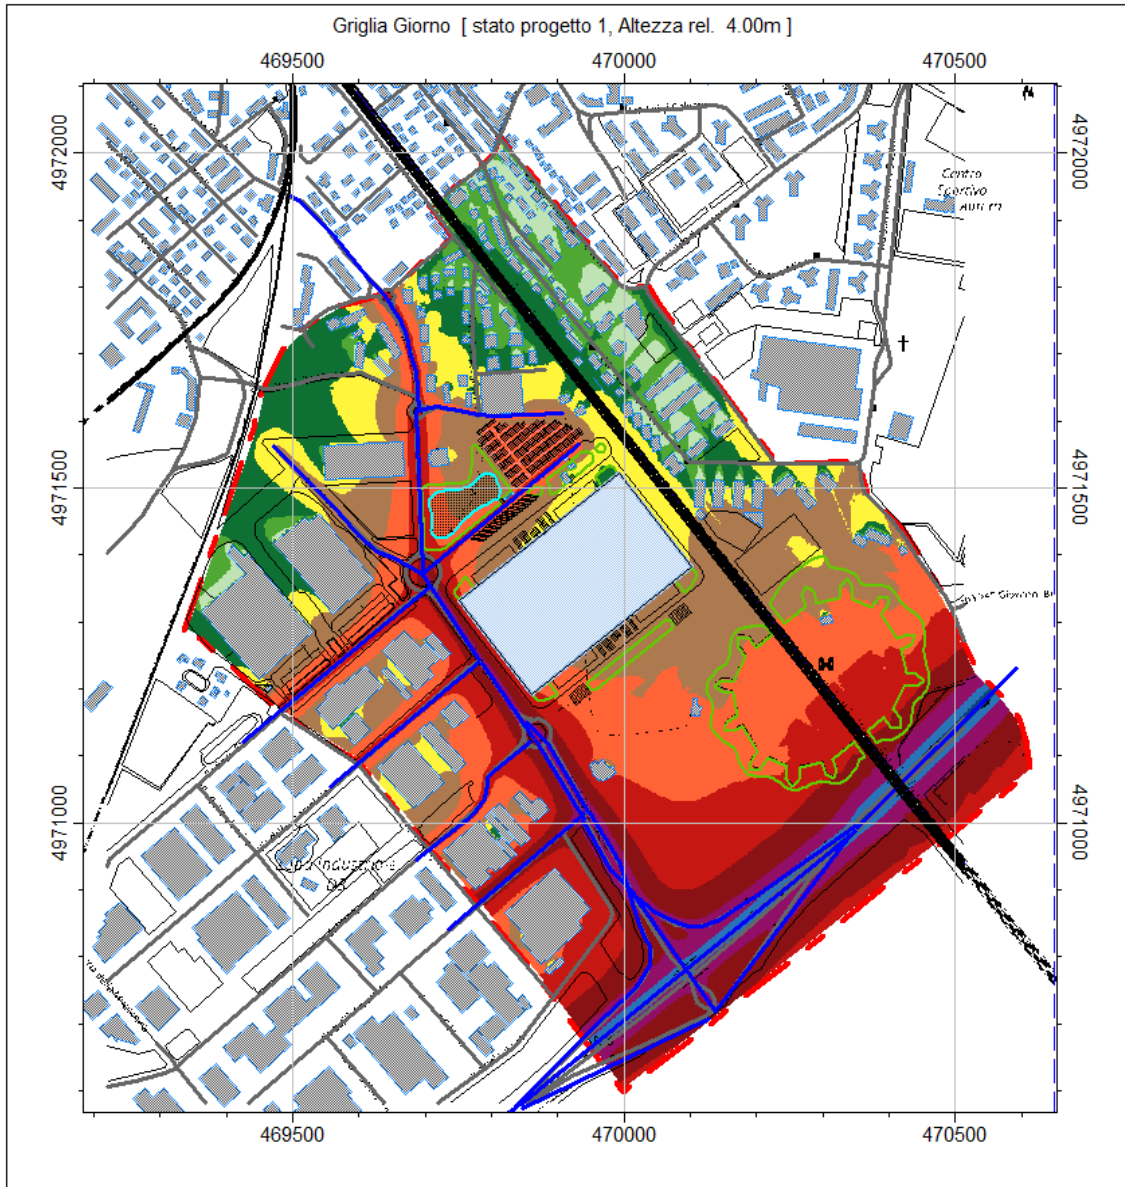 Griglia Giorno [ stato progetto 1, Altezza rel. 4.00m ]
469500 470000 470500
4972000 4972000
Centro
Sportivo
4971500 4971500
4971000 4971000
469500 470000 470500